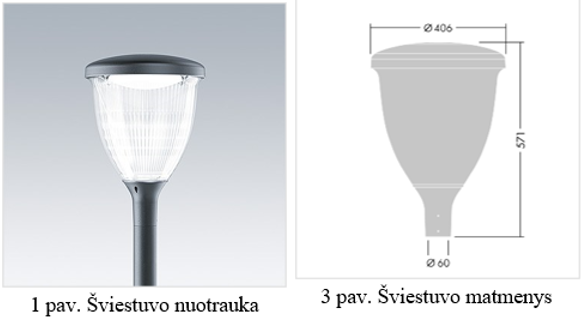 Ø 406
571
Ø 60
1 pav. Šviestuvo nuotrauka
3 pav. Šviestuvo matmenys